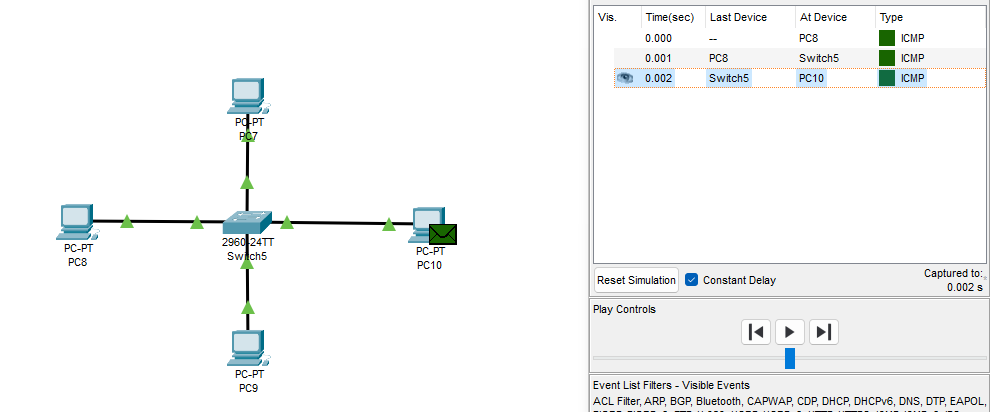 PC-PT
PC7
PC-PT
PC8
2960-24TT
Switch5
PC-PT
PC10
PC-PT
PC9
Vis. Time(sec) Last Device At Device Type
0.000 -- PC8 ICMP
0.001 PC8 Switch5 ICMP
0.002 Switch5 PC10 ICMP
Reset Simulation Constant Delay Captured to:
0.002 s
Play Controls
Event List Filters - Visible Events
ACL Filter, ARP, BGP, Bluetooth, CAPWAP, CDP, DHCP, DHCPv6, DNS, DTP, EAPOL,